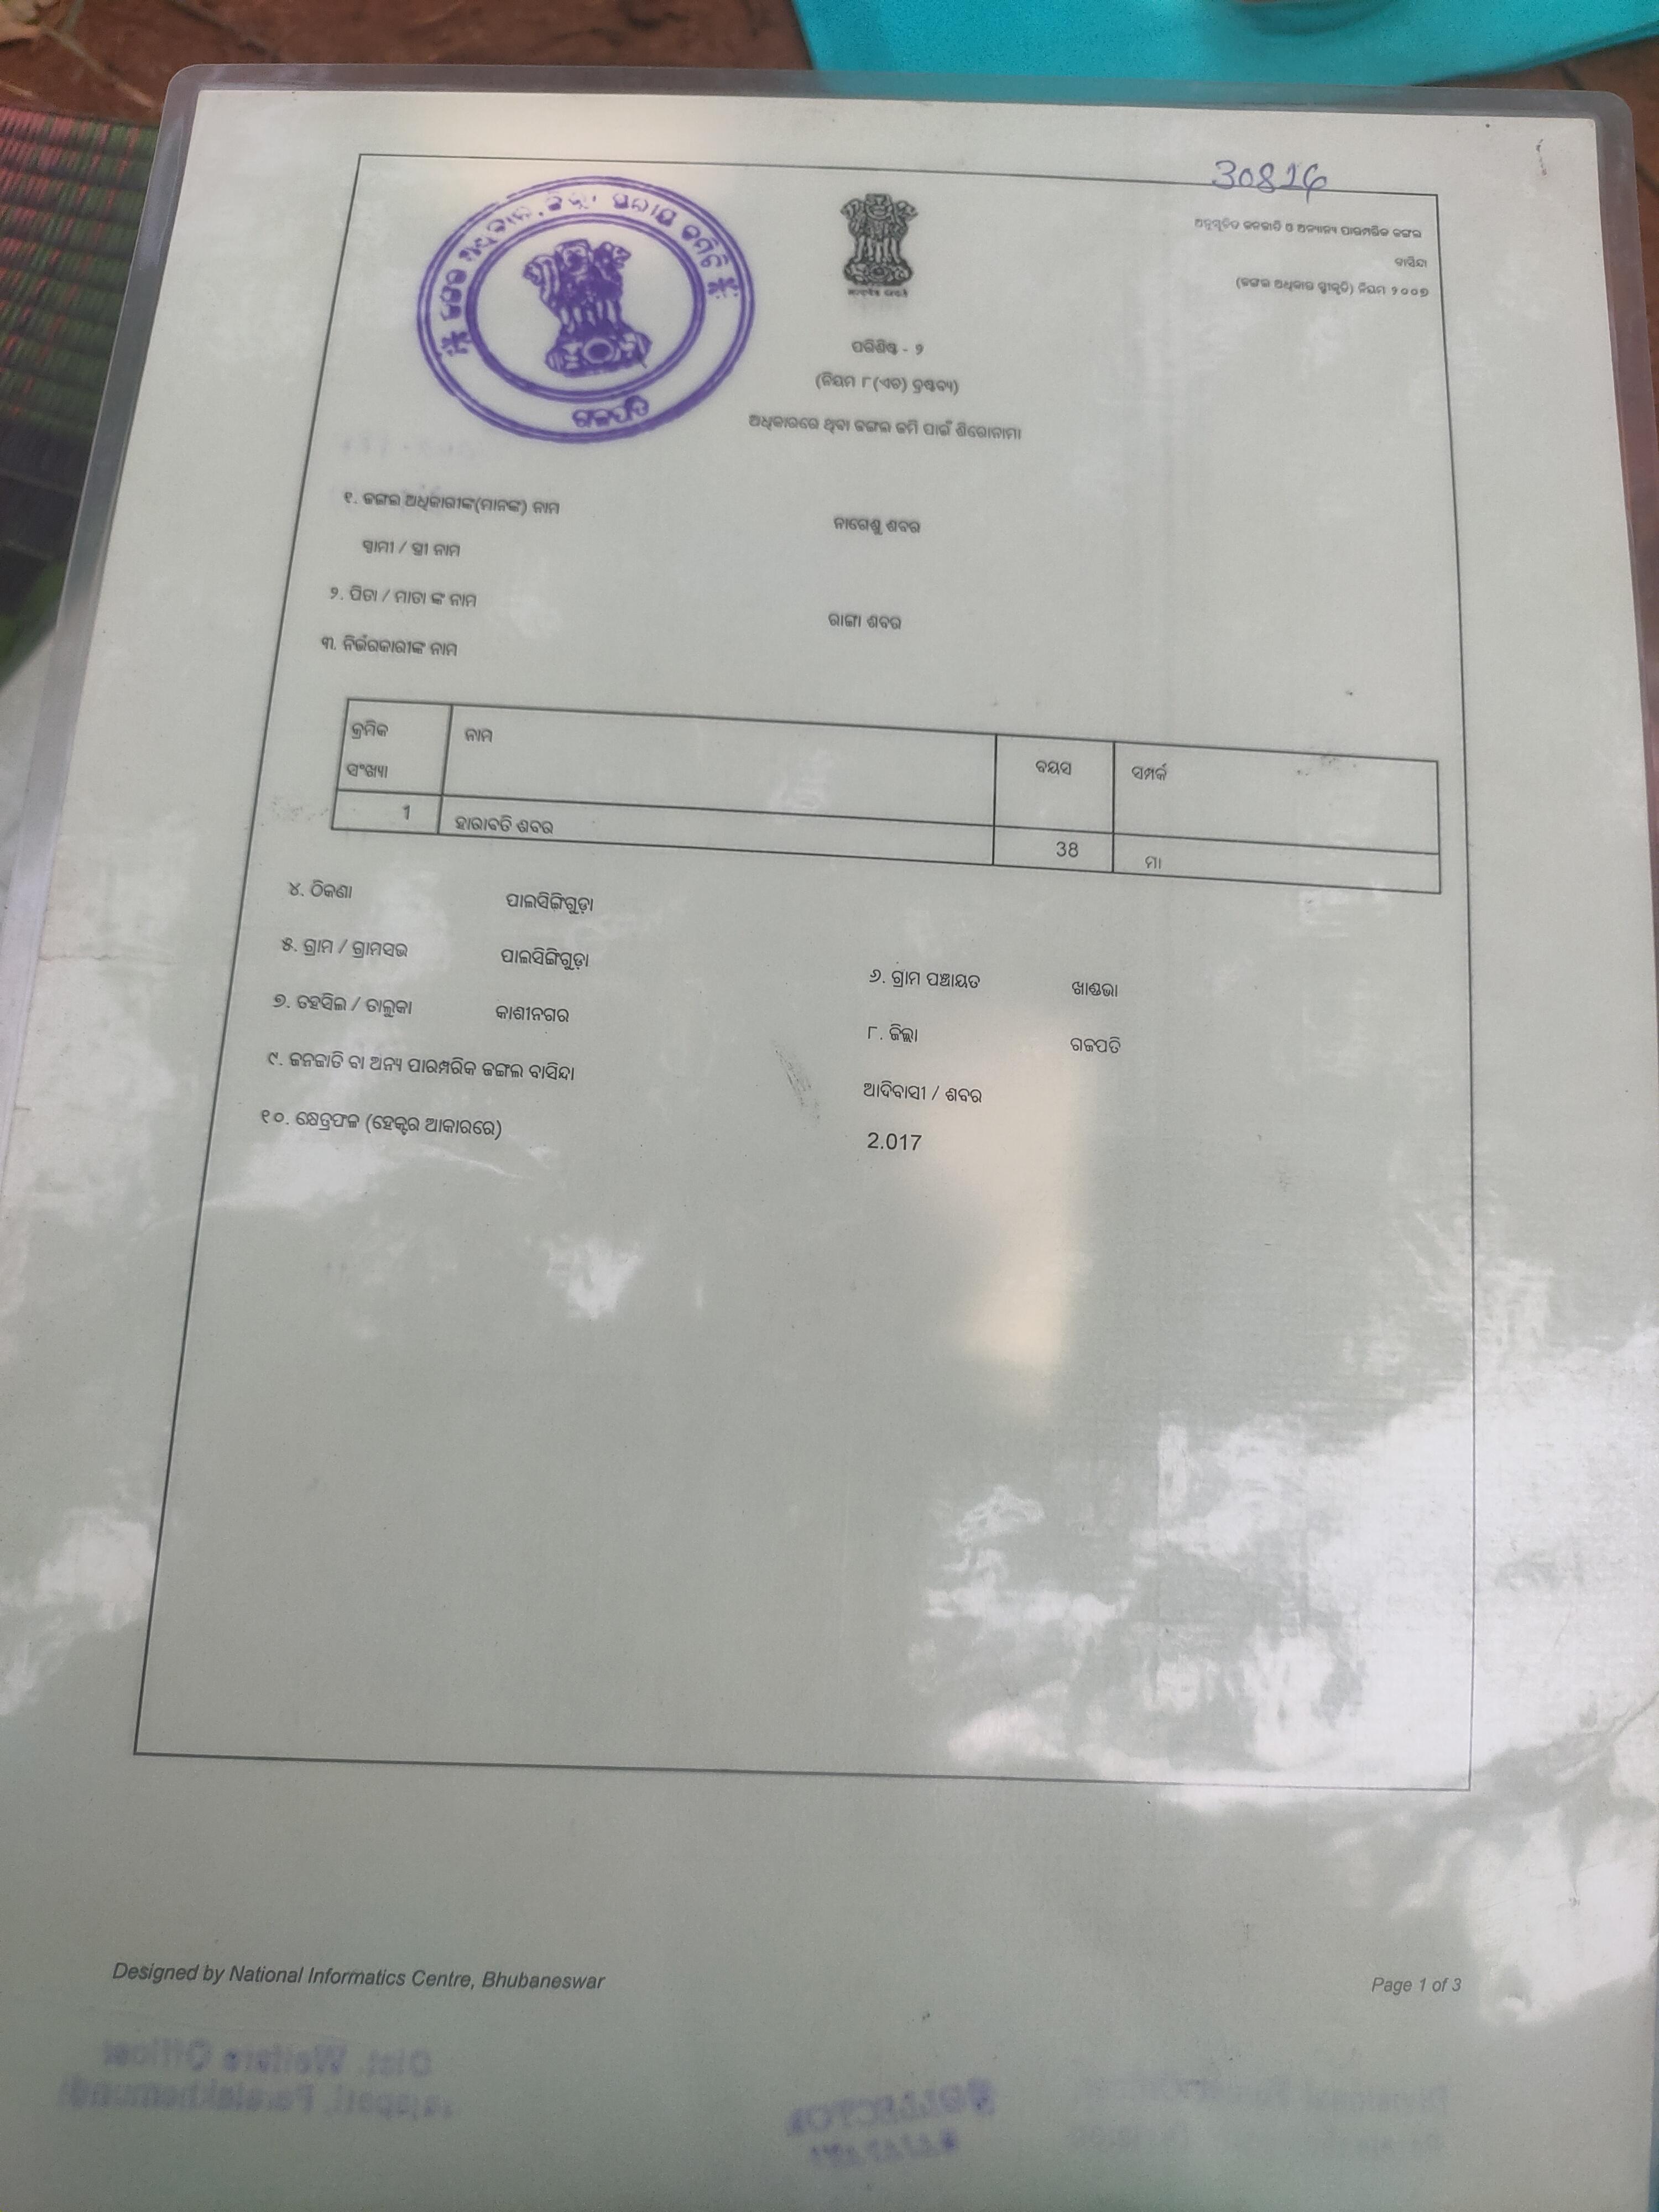 30816
ଅନୁସୂଚିତ ଜନଜାତି ଓ ଅନ୍ୟାନ୍ୟ ପାରମ୍ପରିକ ଜଙ୍ଗଲ
ବାସିନ୍ଦା
(ଜଙ୍ଗଲ ଅଧିକାର ସ୍ୱୀକୃତି) ନିୟମ ୨୦୦୭
ଜିଲ୍ଲା କମିଟି
ଗଜପତି
ପରିଶିଷ୍ଟ - ୨
(ନିୟମ ୮(ଏଚ) ଦ୍ରଷ୍ଟବ୍ୟ)
ଅଧିକାରରେ ଥିବା ଜଙ୍ଗଲ ଜମି ପାଇଁ ଶିରୋନାମା
୧. ଜଙ୍ଗଲ ଅଧିକାରୀଙ୍କ(ମାନଙ୍କ) ନାମ ନାଗେଶୁ ଶବର
ସ୍ୱାମୀ / ସ୍ତ୍ରୀ ନାମ
୨. ପିତା / ମାତା ଙ୍କ ନାମ ରାଙ୍ଗା ଶବର
୩. ନିର୍ଭରକାରୀଙ୍କ ନାମ
କ୍ରମିକ ସଂଖ୍ୟା ନାମ ବୟସ ସମ୍ପର୍କ
1 ହାରାବତି ଶବର 38 ମା
୪. ଠିକଣା ପାଲସିଙ୍ଗିଗୁଡ଼ା
୫. ଗ୍ରାମ / ଗ୍ରାମସଭା ପାଲସିଙ୍ଗିଗୁଡ଼ା ୬. ଗ୍ରାମ ପଞ୍ଚାୟତ ଖାଣ୍ଡଭା
୭. ତହସିଲ / ତାଲୁକା କାଶୀନଗର ୮. ଜିଲ୍ଲା ଗଜପତି
୯. ଜନଜାତି ବା ଅନ୍ୟ ପାରମ୍ପରିକ ଜଙ୍ଗଲ ବାସିନ୍ଦା ଆଦିବାସୀ / ଶବର
୧୦. କ୍ଷେତ୍ରଫଳ (ହେକ୍ଟର ଆକାରରେ) 2.017
Designed by National Informatics Centre, Bhubaneswar Page 1 of 3